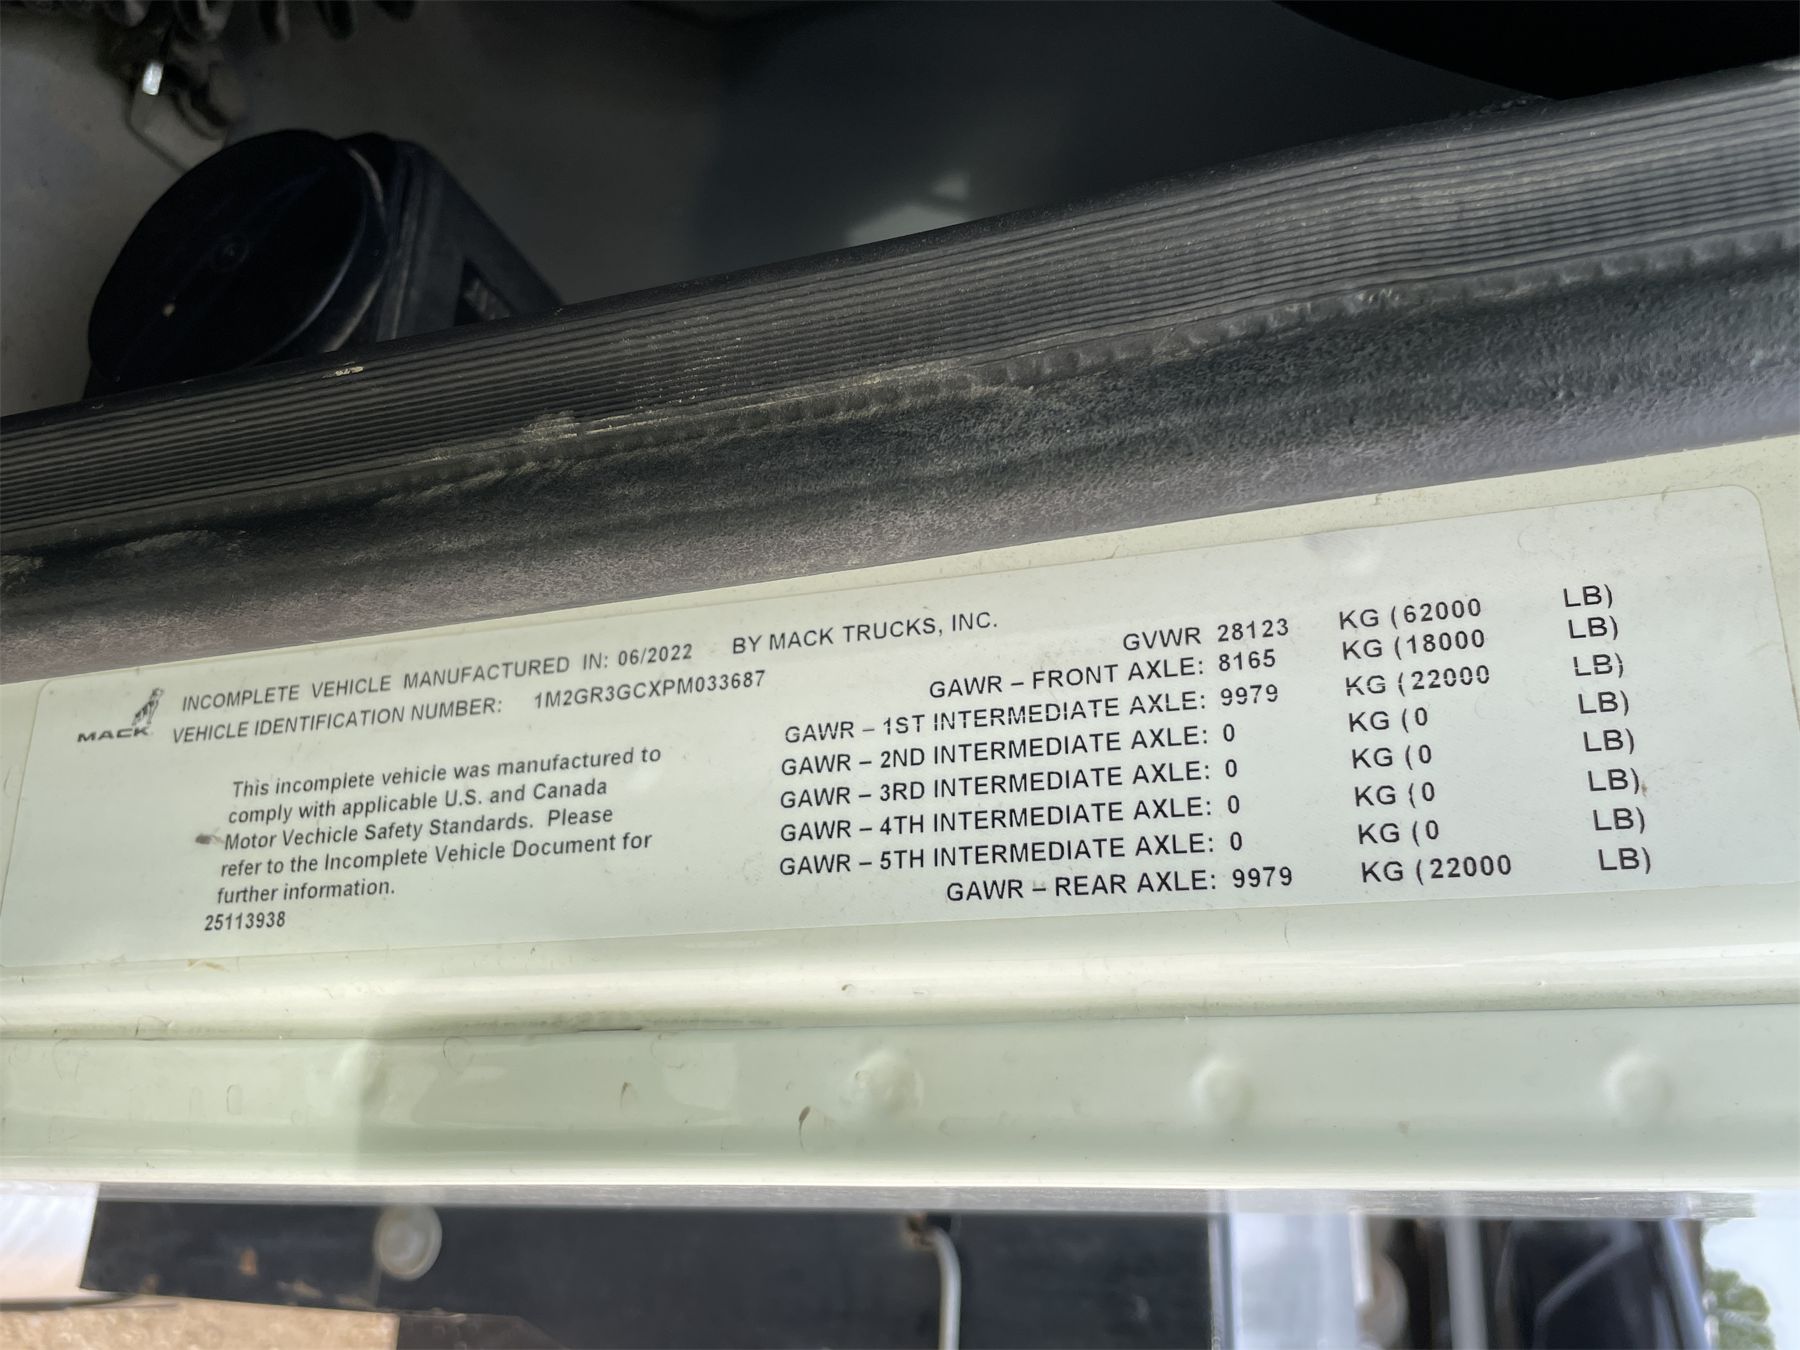 MACK
INCOMPLETE VEHICLE MANUFACTURED IN: 06/2022 BY MACK TRUCKS, INC.
VEHICLE IDENTIFICATION NUMBER: 1M2GR3GCXPM033687
This incomplete vehicle was manufactured to
comply with applicable U.S. and Canada
Motor Vechicle Safety Standards. Please
refer to the Incomplete Vehicle Document for
further information.
25113938
GVWR 28123 KG (62000 LB)
GAWR – FRONT AXLE: 8165 KG (18000 LB)
GAWR – 1ST INTERMEDIATE AXLE: 9979 KG (22000 LB)
GAWR – 2ND INTERMEDIATE AXLE: 0 KG (0 LB)
GAWR – 3RD INTERMEDIATE AXLE: 0 KG (0 LB)
GAWR – 4TH INTERMEDIATE AXLE: 0 KG (0 LB)
GAWR – 5TH INTERMEDIATE AXLE: 0 KG (0 LB)
GAWR – REAR AXLE: 9979 KG (22000 LB)